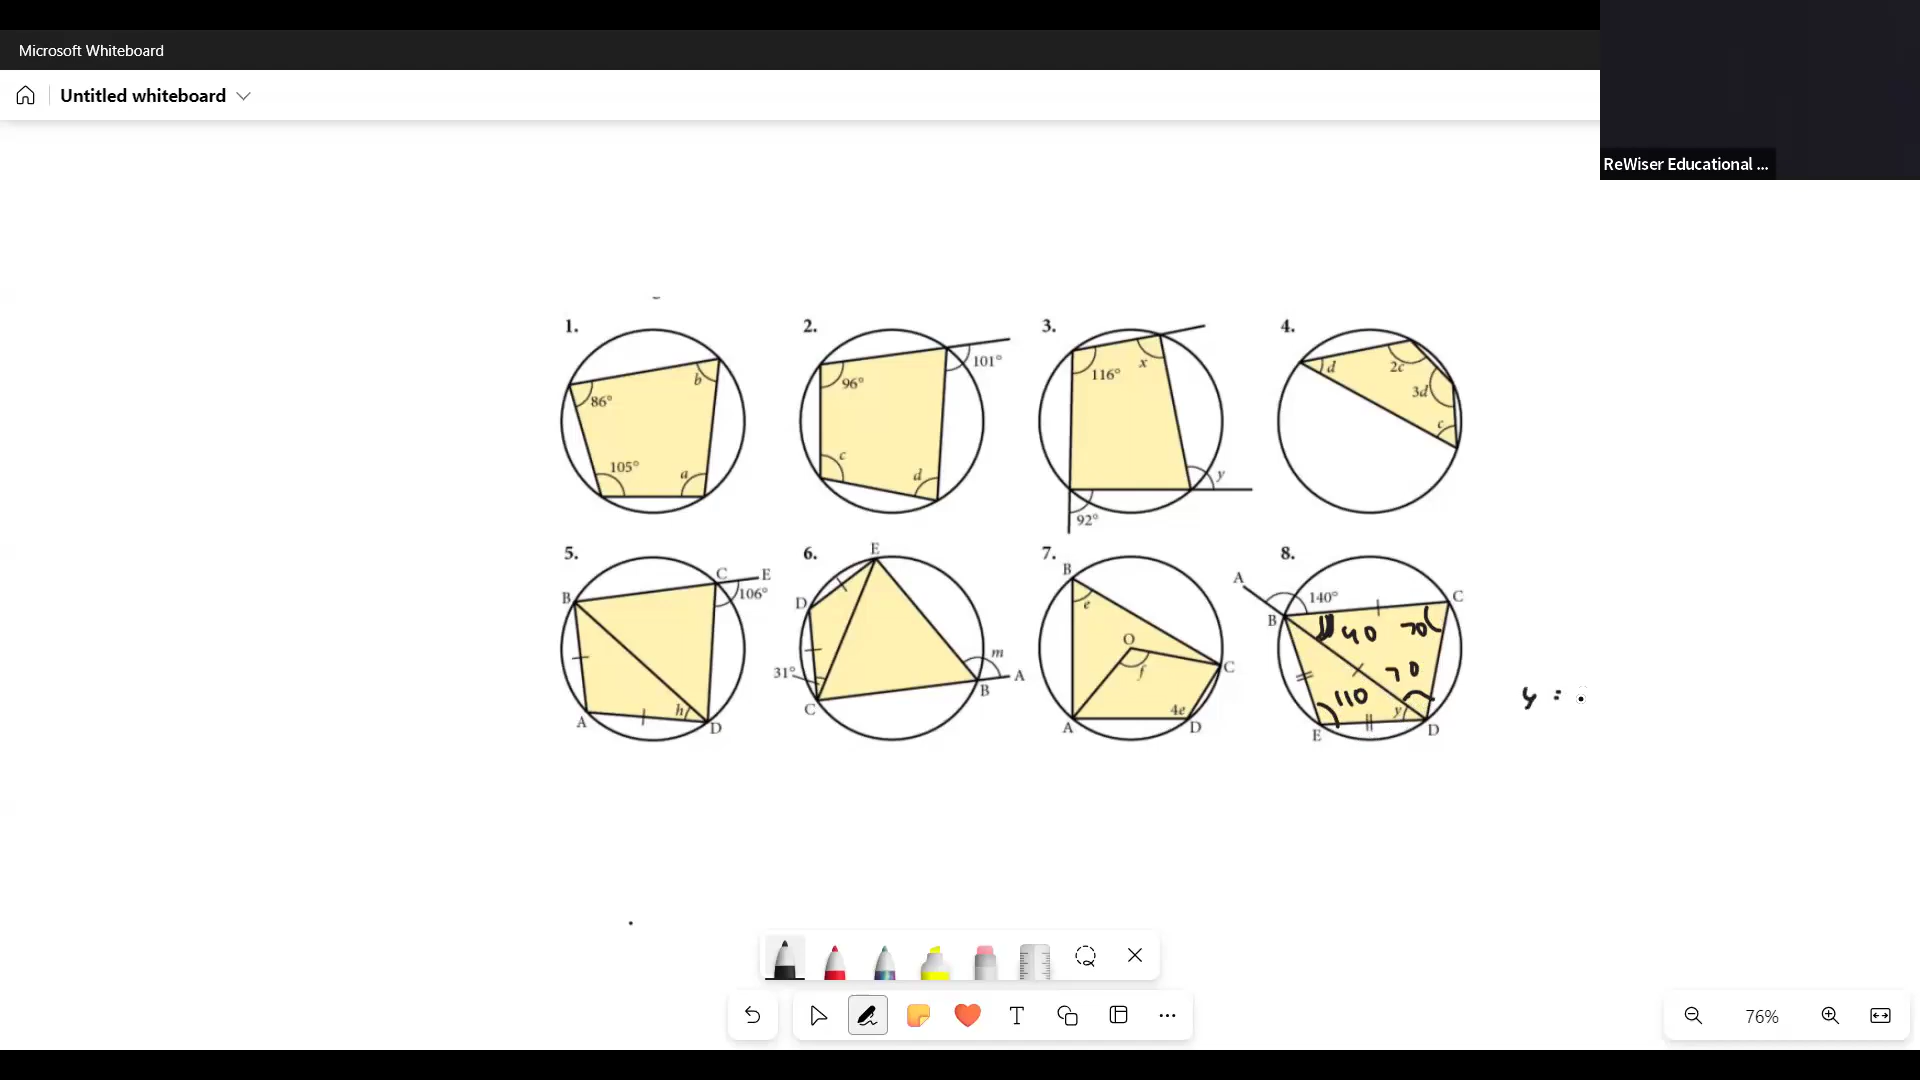 Microsoft Whiteboard
Untitled whiteboard
ReWiser Educational ...
1.
b
86°
105°
a
2.
101°
96°
c
d
3.
116°
x
y
92°
4.
d
2c
3d
c
5.
B
C
E
106°
A
h
D
6.
E
D
31°
m
A
C
B
7.
B
e
O
f
C
4e
A
D
8.
A
140°
C
B
40
70
70
110
y
E
D
y :
76%